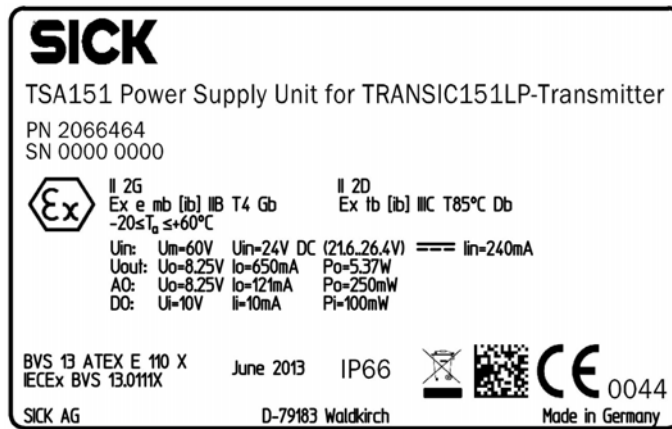 SICK
TSA151 Power Supply Unit for TRANSIC151LP-Transmitter
PN 2066464
SN 0000 0000
Ex
II 2G II 2D
Ex e mb [ib] IIB T4 Gb Ex tb [ib] IIIC T85°C Db
-20≤Ta ≤+60°C
Uin: Um=60V Uin=24V DC (21.6...26.4V) Iin=240mA
Uout: Uo=8.25V Io=650mA Po=5.37W
AO: Uo=8.25V Io=121mA Po=250mW
DO: Ui=10V Ii=10mA Pi=100mW
BVS 13 ATEX E 110 X
IECEx BVS 13.0111X
June 2013 IP66 CE 0044
SICK AG D-79183 Waldkirch Made in Germany